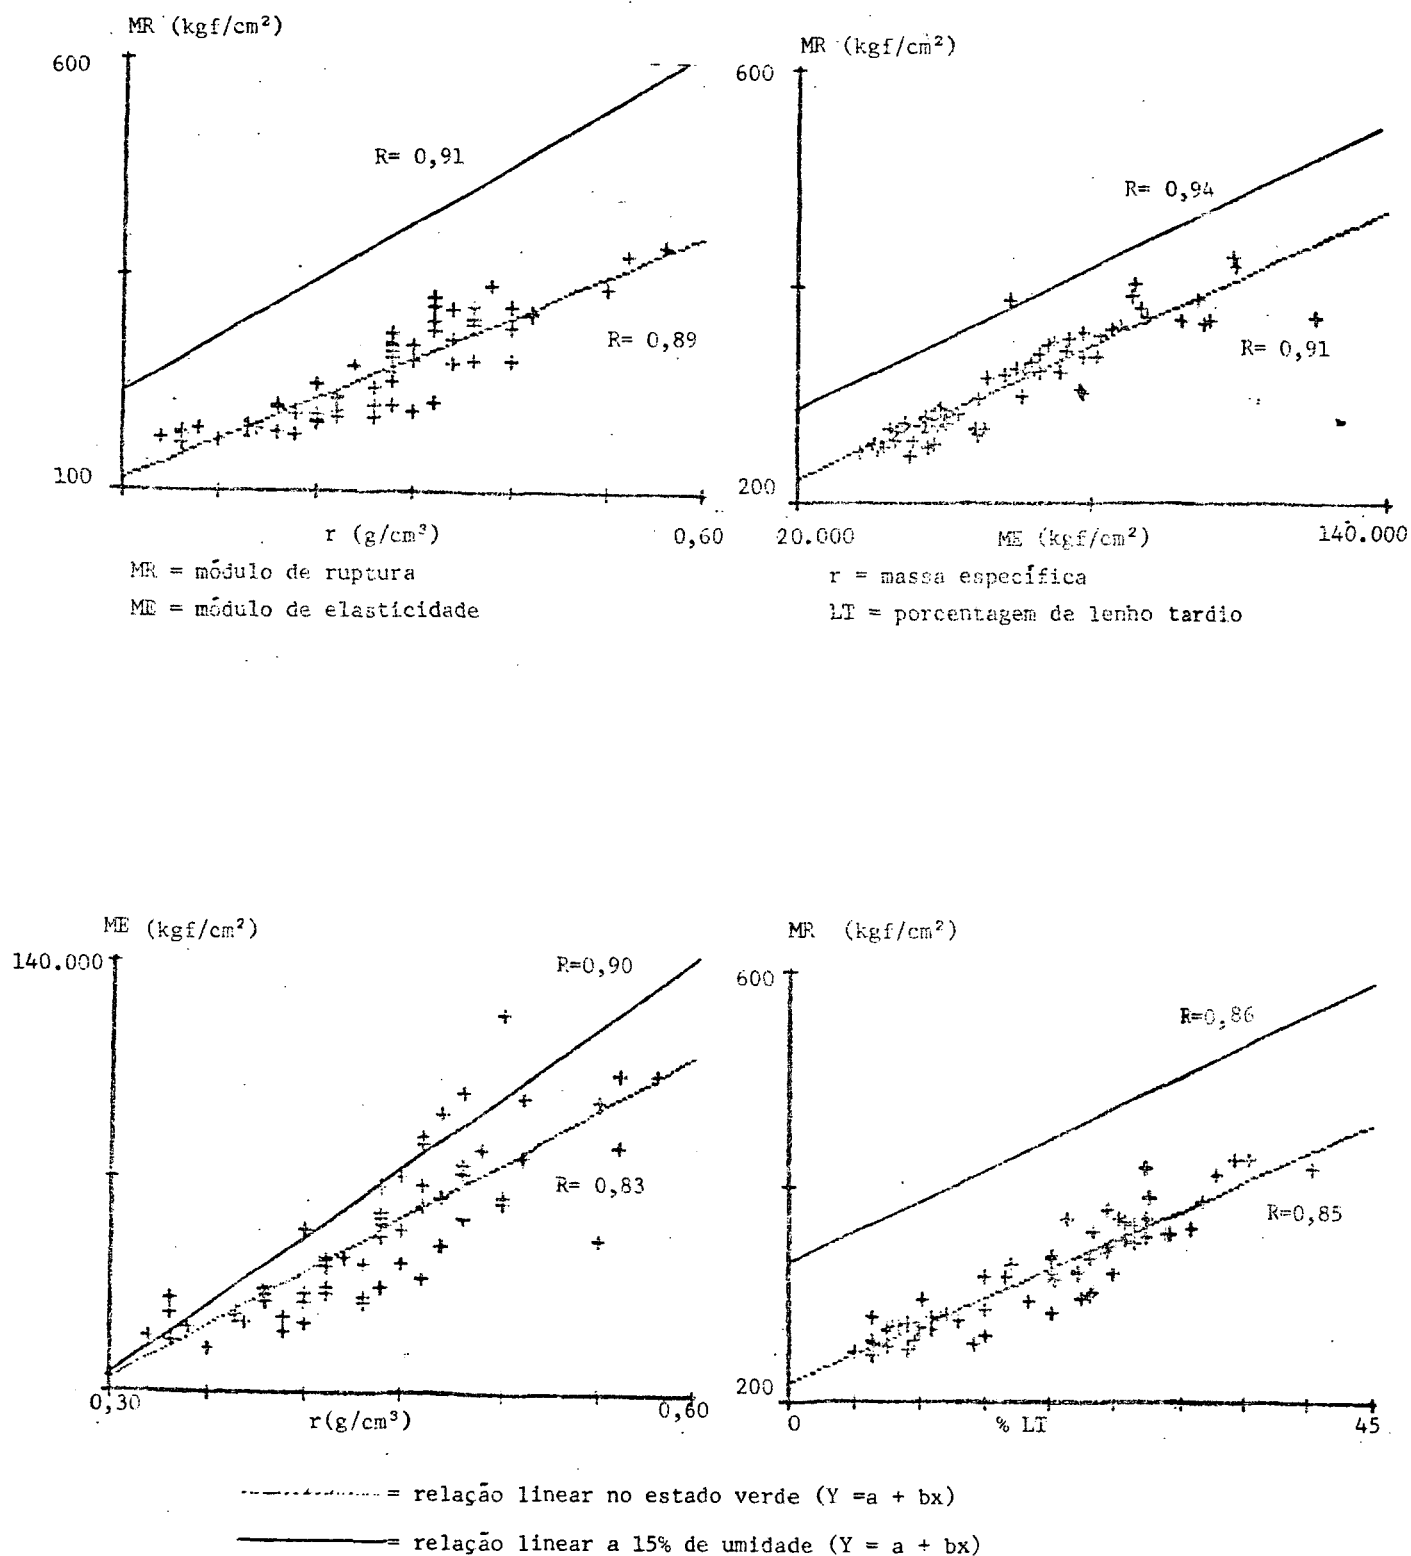 MR (kgf/cm²)
600
R= 0,91
R= 0,89
100
r (g/cm³)
0,60
MR (kgf/cm²)
600
R= 0,94
R= 0,91
200
20.000
ME (kgf/cm²)
140.000
MR = módulo de ruptura
ME = módulo de elasticidade
r = massa específica
LT = porcentagem de lenho tardio
ME (kgf/cm²)
140.000
R=0,90
R= 0,83
0,30
r(g/cm³)
0,60
MR (kgf/cm²)
600
R=0,86
R=0,85
200
0
% LT
45
= relação linear no estado verde (Y =a + bx)
= relação linear a 15% de umidade (Y = a + bx)